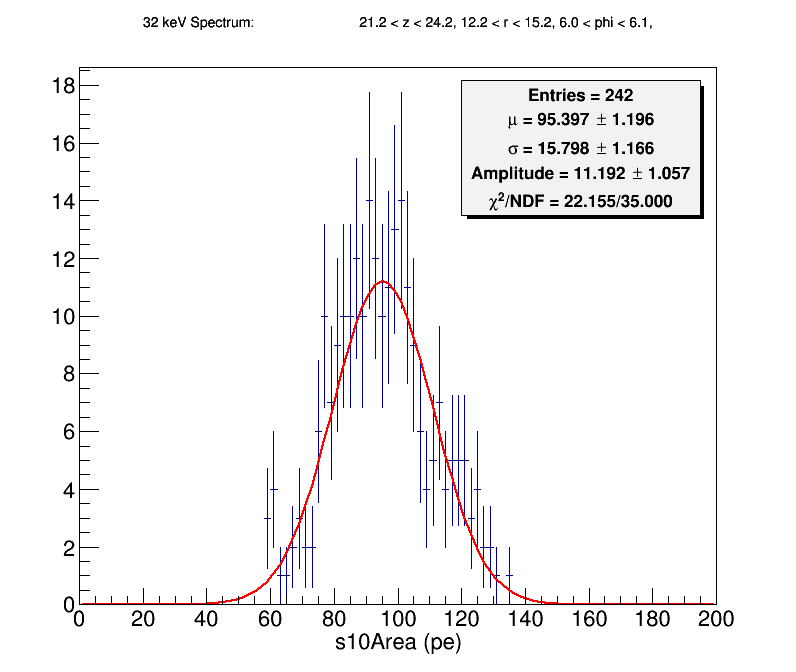 32 keV Spectrum: 21.2 < z < 24.2, 12.2 < r < 15.2, 6.0 < phi < 6.1,
Entries = 242
μ = 95.397 ± 1.196
σ = 15.798 ± 1.166
Amplitude = 11.192 ± 1.057
χ²/NDF = 22.155/35.000
18
16
14
12
10
8
6
4
2
0
0 20 40 60 80 100 120 140 160 180 200
s10Area (pe)